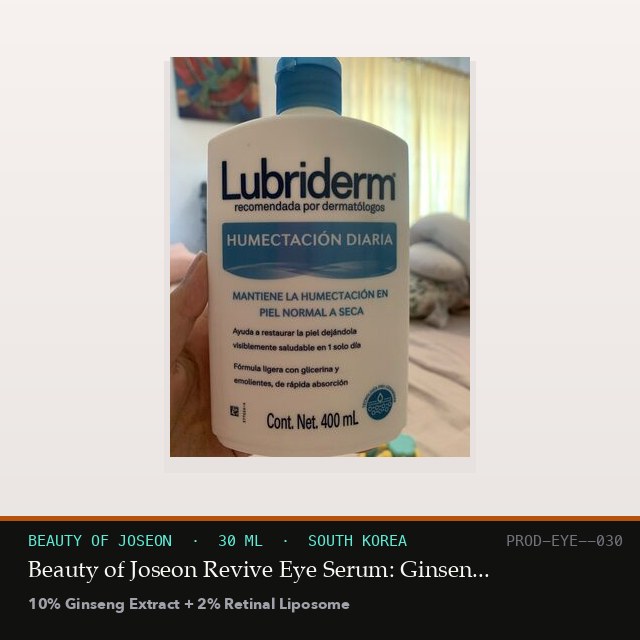 Lubriderm®
recomendada por dermatólogos
HUMECTACIÓN DIARIA
MANTIENE LA HUMECTACIÓN EN
PIEL NORMAL A SECA
Ayuda a restaurar la piel dejándola
visiblemente saludable en 1 solo día
Fórmula ligera con glicerina y
emolientes, de rápida absorción
Cont. Net. 400 mL
BEAUTY OF JOSEON · 30 ML · SOUTH KOREA
PROD—EYE——030
Beauty of Joseon Revive Eye Serum: Ginsen...
10% Ginseng Extract + 2% Retinal Liposome